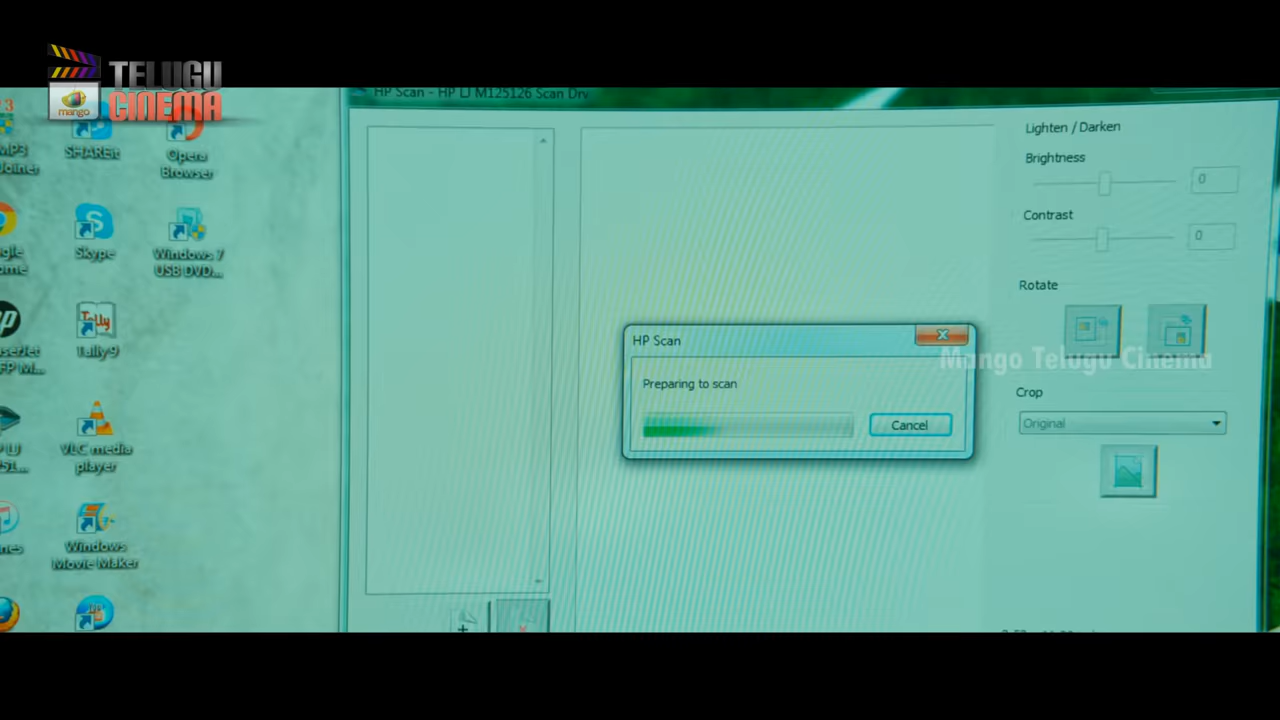 TELUGU
CINEMA
mango
HP Scan - HP LJ M125126 Scan Drv
MP3
Joiner
SHAREit
Opera
Browser
Skype
Windows 7
USB DVD...
Tally
Tally9
VLC media
player
Windows
Movie Maker
Lighten / Darken
Brightness
0
Contrast
0
Rotate
HP Scan
Preparing to scan
Cancel
Mango Telugu Cinema
Crop
Original